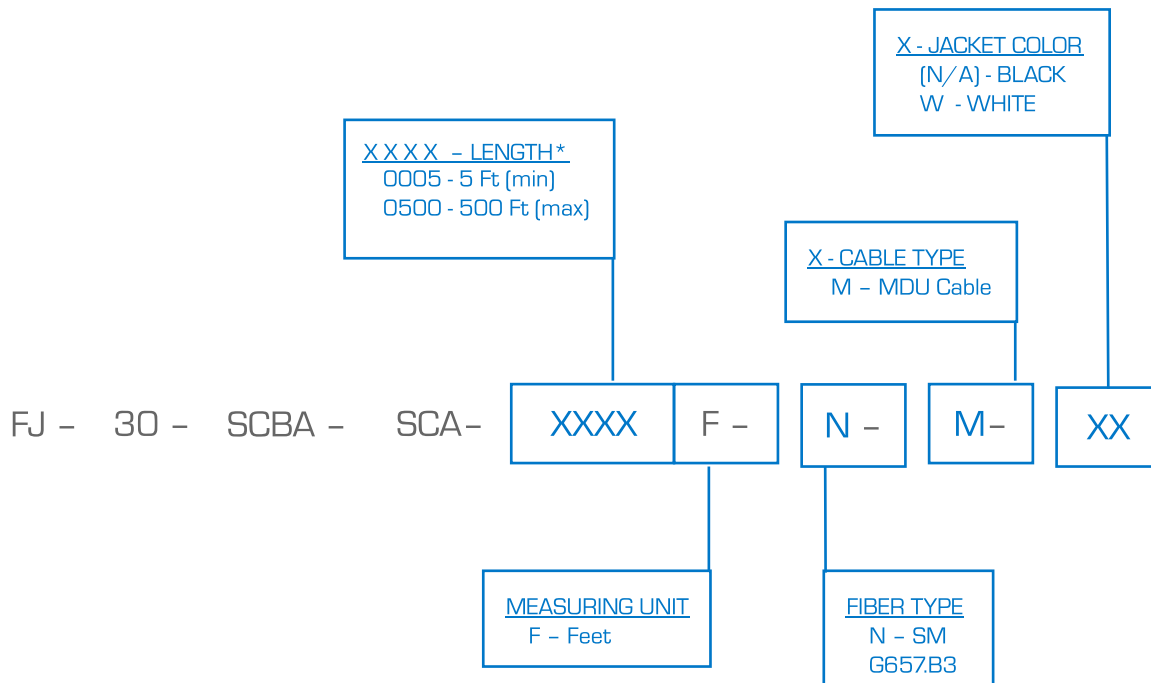 X - JACKET COLOR
(N/A) - BLACK
W - WHITE
X X X X – LENGTH*
0005 - 5 Ft (min)
0500 - 500 Ft (max)
X - CABLE TYPE
M – MDU Cable
FJ – 30 – SCBA – SCA – XXXX F – N – M – XX
MEASURING UNIT
F – Feet
FIBER TYPE
N – SM
G657.B3